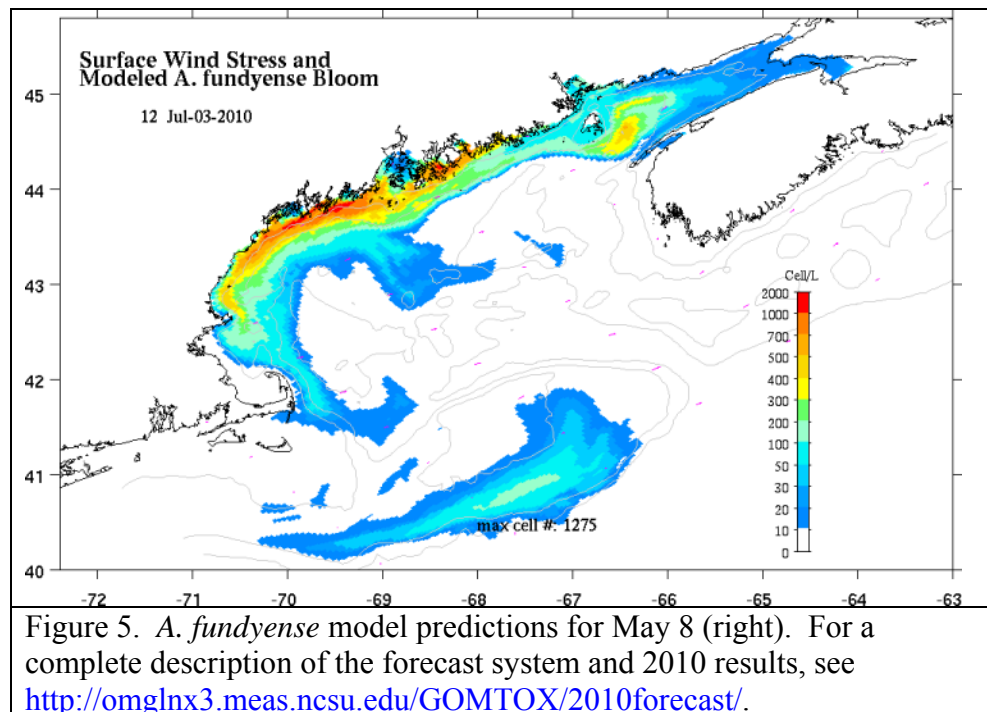 Surface Wind Stress and
Modeled A. fundyense Bloom
12 Jul-03-2010
45
44
43
42
41
40
-72 -71 -70 -69 -68 -67 -66 -65 -64 -63
Cell/L
2000
1000
700
500
400
300
200
100
50
30
20
10
0
max cell #: 1275
Figure 5. A. fundyense model predictions for May 8 (right). For a
complete description of the forecast system and 2010 results, see
http://omglnx3.meas.ncsu.edu/GOMTOX/2010forecast/.